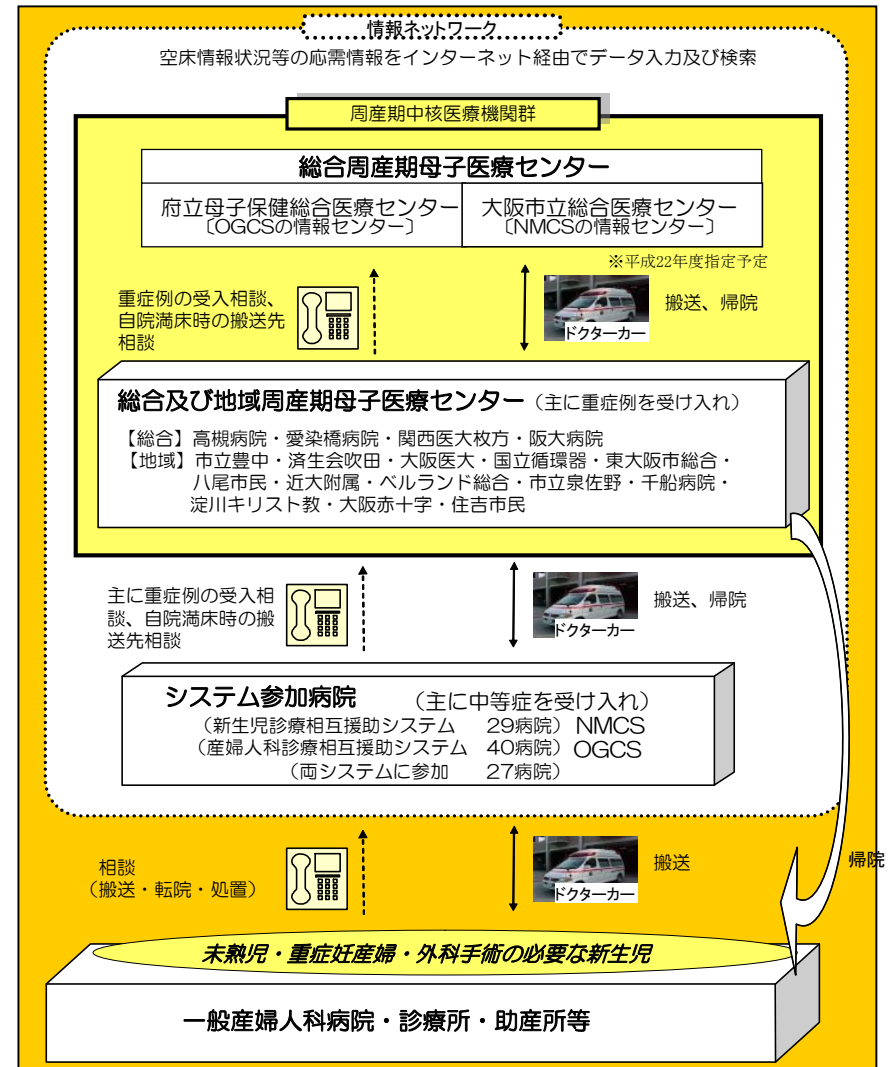 情報ネットワーク
空床情報状況等の応需情報をインターネット経由でデータ入力及び検索
周産期中核医療機関群
総合周産期母子医療センター
府立母子保健総合医療センター
〔OGCSの情報センター〕
大阪市立総合医療センター
〔NMCSの情報センター〕
※平成22年度指定予定
重症例の受入相談、
自院満床時の搬送先
相談
ドクターカー
搬送、帰院
総合及び地域周産期母子医療センター（主に重症例を受け入れ）
【総合】高槻病院・愛染橋病院・関西医大枚方・阪大病院
【地域】市立豊中・済生会吹田・大阪医大・国立循環器・東大阪市総合・
八尾市民・近大附属・ベルランド総合・市立泉佐野・千船病院・
淀川キリスト教・大阪赤十字・住吉市民
主に重症例の受入相
談、自院満床時の搬
送先相談
ドクターカー
搬送、帰院
システム参加病院　（主に中等症を受け入れ）
（新生児診療相互援助システム　29病院）NMCS
（産婦人科診療相互援助システム　40病院）OGCS
（両システムに参加　27病院）
相談
（搬送・転院・処置）
ドクターカー
搬送
帰院
未熟児・重症妊産婦・外科手術の必要な新生児
一般産婦人科病院・診療所・助産所等